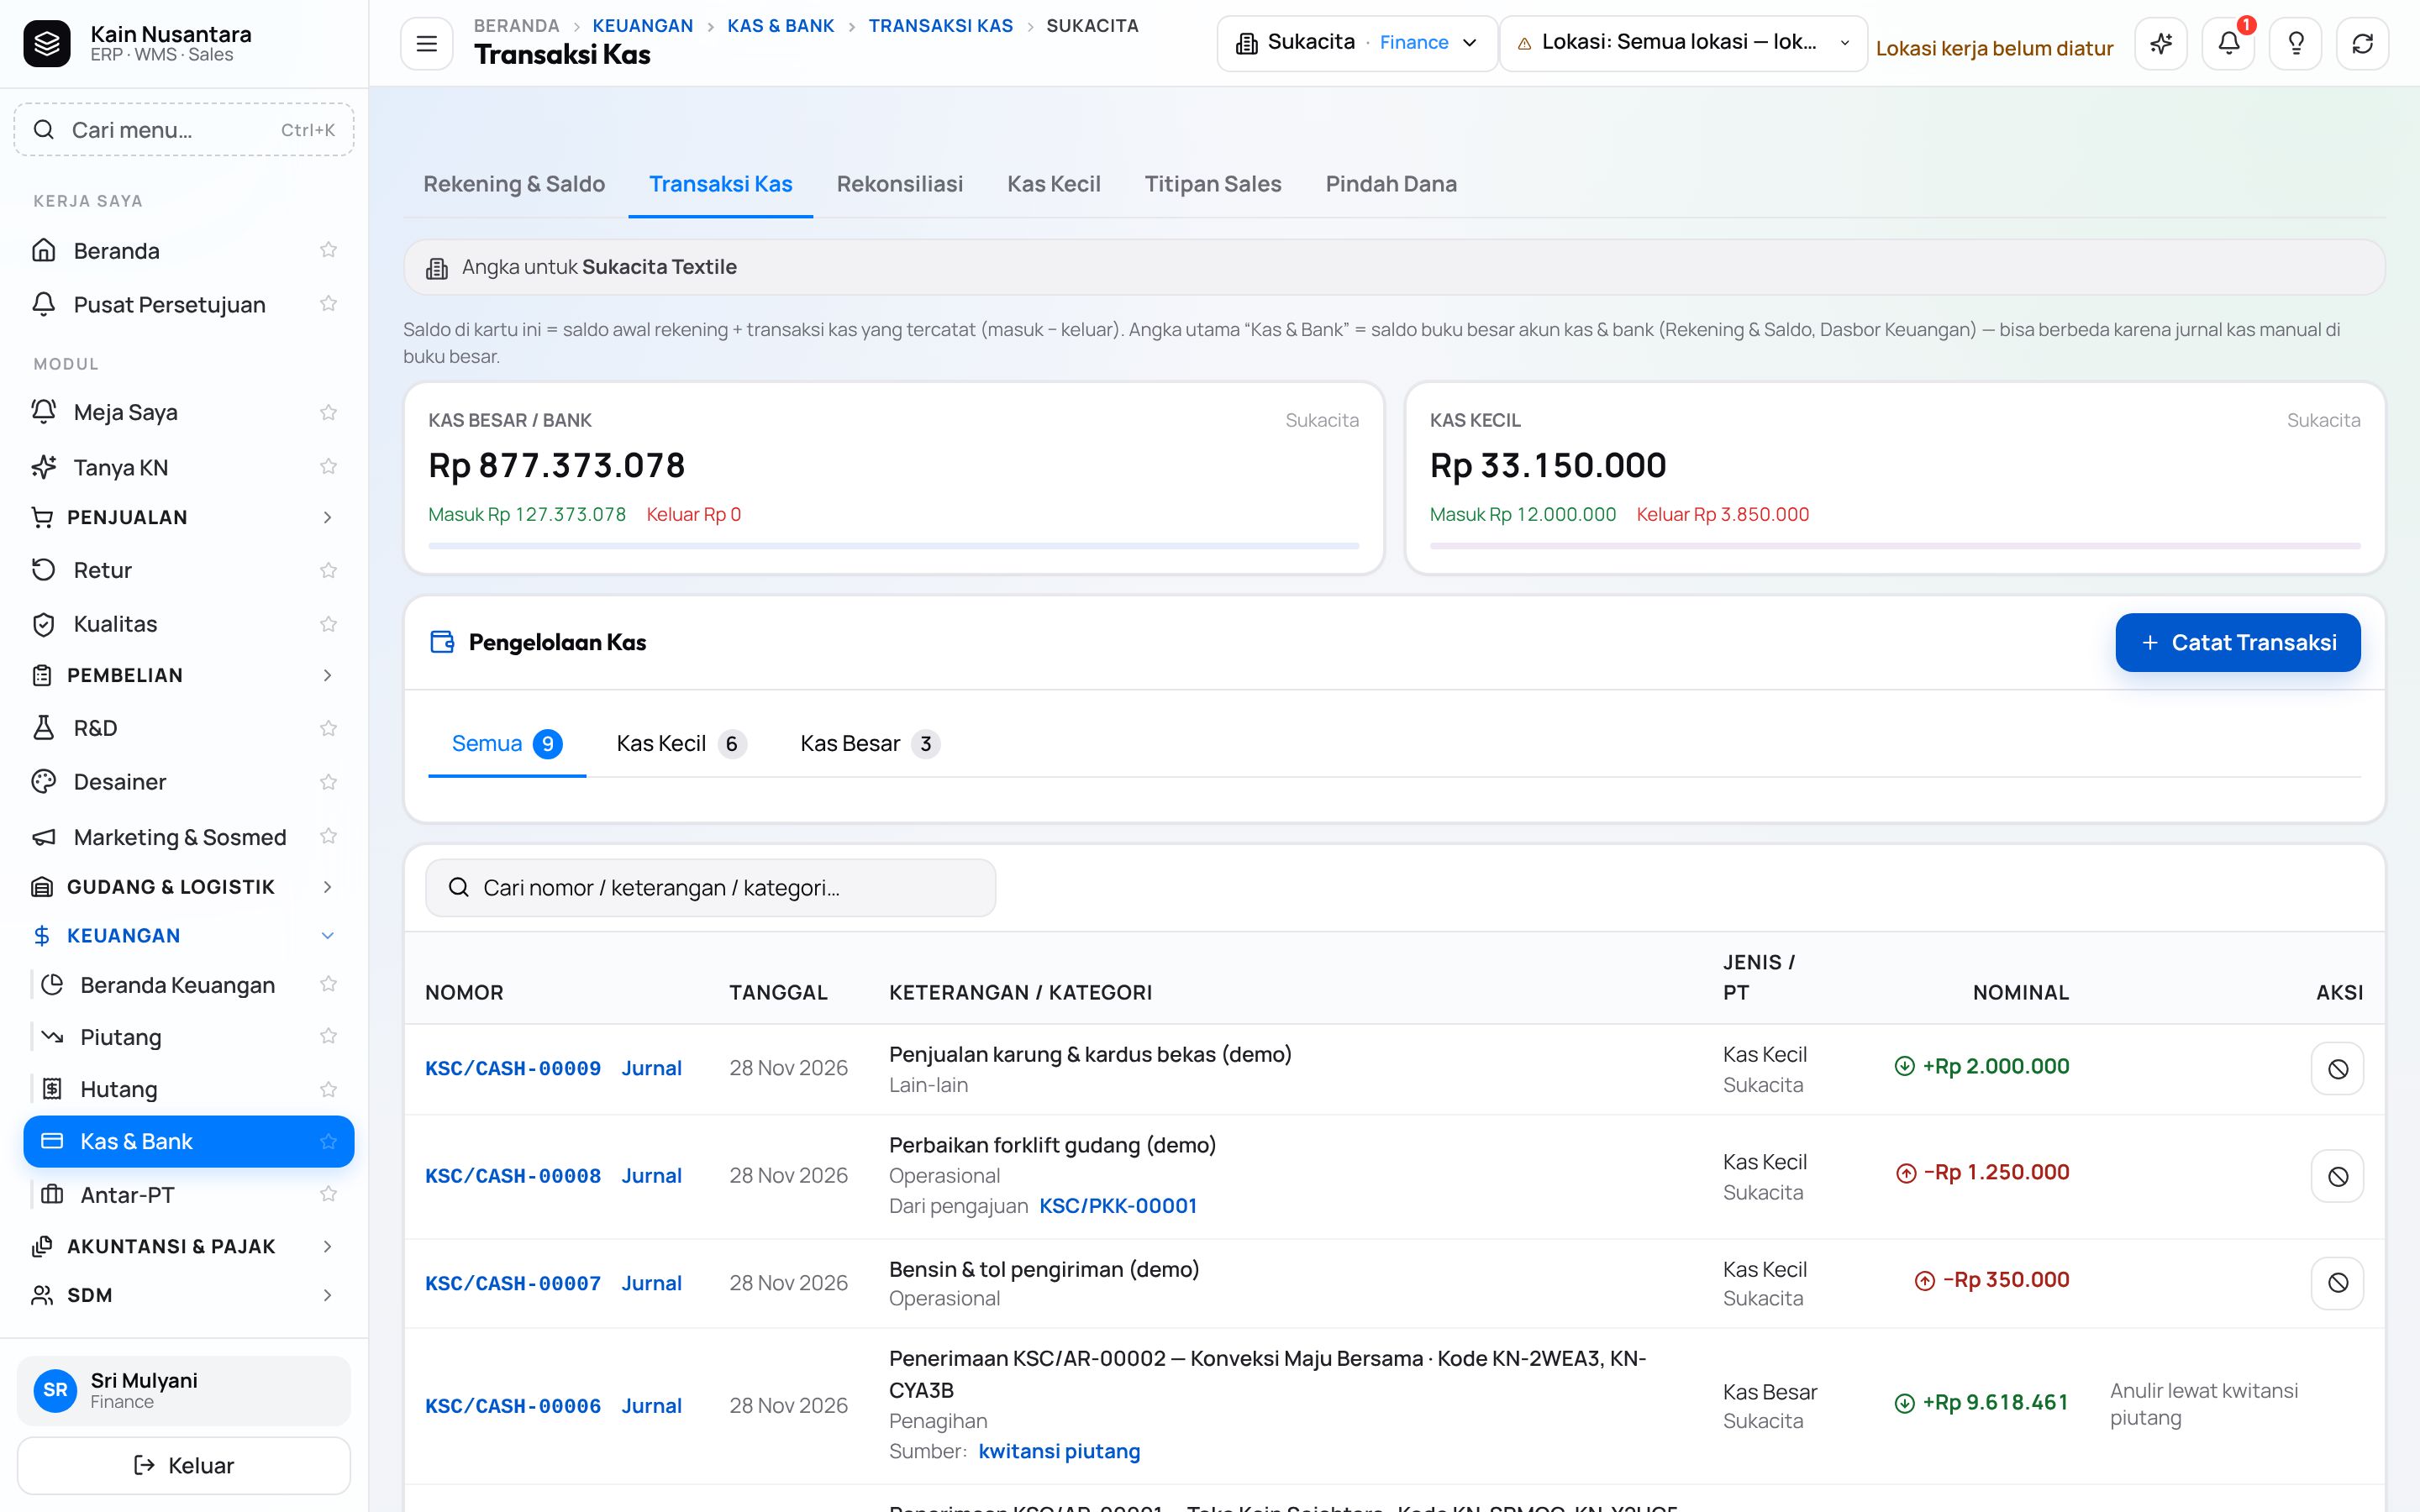 Kain Nusantara
ERP · WMS · Sales
Cari menu... Ctrl+K
KERJA SAYA
Beranda
Pusat Persetujuan
MODUL
Meja Saya
Tanya KN
PENJUALAN
Retur
Kualitas
PEMBELIAN
R&D
Desainer
Marketing & Sosmed
GUDANG & LOGISTIK
KEUANGAN
Beranda Keuangan
Piutang
Hutang
Kas & Bank
Antar-PT
AKUNTANSI & PAJAK
SDM
SR Sri Mulyani
Finance
Keluar
BERANDA > KEUANGAN > KAS & BANK > TRANSAKSI KAS > SUKACITA
Transaksi Kas
Sukacita · Finance
Lokasi: Semua lokasi — lok...
Lokasi kerja belum diatur
1
Rekening & Saldo Transaksi Kas Rekonsiliasi Kas Kecil Titipan Sales Pindah Dana
Angka untuk Sukacita Textile
Saldo di kartu ini = saldo awal rekening + transaksi kas yang tercatat (masuk − keluar). Angka utama “Kas & Bank” = saldo buku besar akun kas & bank (Rekening & Saldo, Dasbor Keuangan) — bisa berbeda karena jurnal kas manual di
buku besar.
KAS BESAR / BANK Sukacita
Rp 877.373.078
Masuk Rp 127.373.078 Keluar Rp 0
KAS KECIL Sukacita
Rp 33.150.000
Masuk Rp 12.000.000 Keluar Rp 3.850.000
Pengelolaan Kas
+ Catat Transaksi
Semua 9 Kas Kecil 6 Kas Besar 3
Cari nomor / keterangan / kategori...
NOMOR TANGGAL KETERANGAN / KATEGORI JENIS / PT NOMINAL AKSI
KSC/CASH-00009 Jurnal 28 Nov 2026 Penjualan karung & kardus bekas (demo) Kas Kecil +Rp 2.000.000
Lain-lain Sukacita
KSC/CASH-00008 Jurnal 28 Nov 2026 Perbaikan forklift gudang (demo) Kas Kecil −Rp 1.250.000
Operasional Sukacita
Dari pengajuan KSC/PKK-00001
KSC/CASH-00007 Jurnal 28 Nov 2026 Bensin & tol pengiriman (demo) Kas Kecil −Rp 350.000
Operasional Sukacita
KSC/CASH-00006 Jurnal 28 Nov 2026 Penerimaan KSC/AR-00002 — Konveksi Maju Bersama · Kode KN-2WEA3, KN-
CYA3B Kas Besar +Rp 9.618.461 Anulir lewat kwitansi
Penagihan Sukacita piutang
Sumber: kwitansi piutang